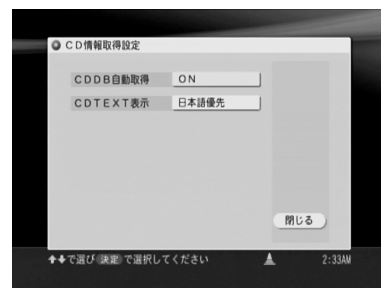 CD情報取得設定
CDDB自動取得 ON
CDTEXT表示 日本語優先
閉じる
↑↓で選び 決定 で選択してください 2:33AM